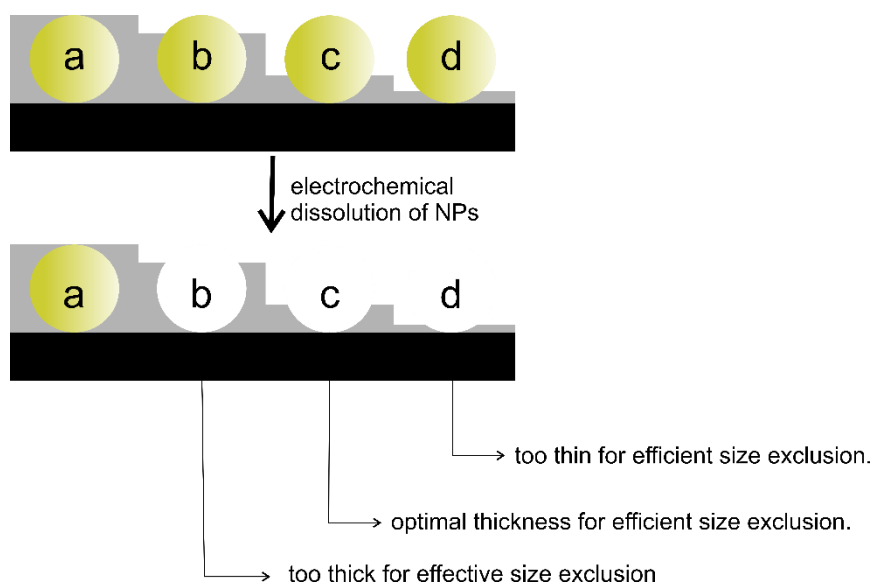 a b c d
electrochemical
dissolution of NPs
a b c d
too thin for efficient size exclusion.
optimal thickness for efficient size exclusion.
too thick for effective size exclusion